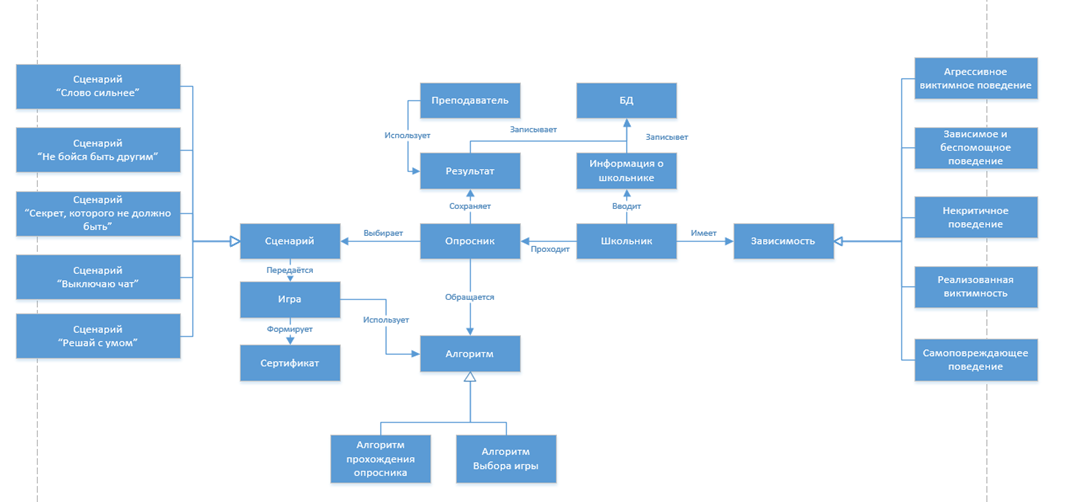 Сценарий
“Слово сильнее”
Сценарий
“Не бойся быть другим”
Сценарий
“Секрет, которого не должно
быть”
Сценарий
“Выключаю чат”
Сценарий
“Решай с умом”
Преподаватель
БД
Использует
Записывает
Записывет
Результат
Информация о
школьнике
Сохраняет
Вводит
Сценарий
Выбирает
Опросник
Проходит
Школьник
Имеет
Зависимость
Передаётся
Игра
Обращается
Использует
Формирует
Сертификат
Алгоритм
Алгоритм
прохождения
опросника
Алгоритм
Выбора игры
Агрессивное
виктимное поведение
Зависимое и
беспомощное
поведение
Некритичное
поведение
Реализованная
виктимность
Самоповреждающее
поведение